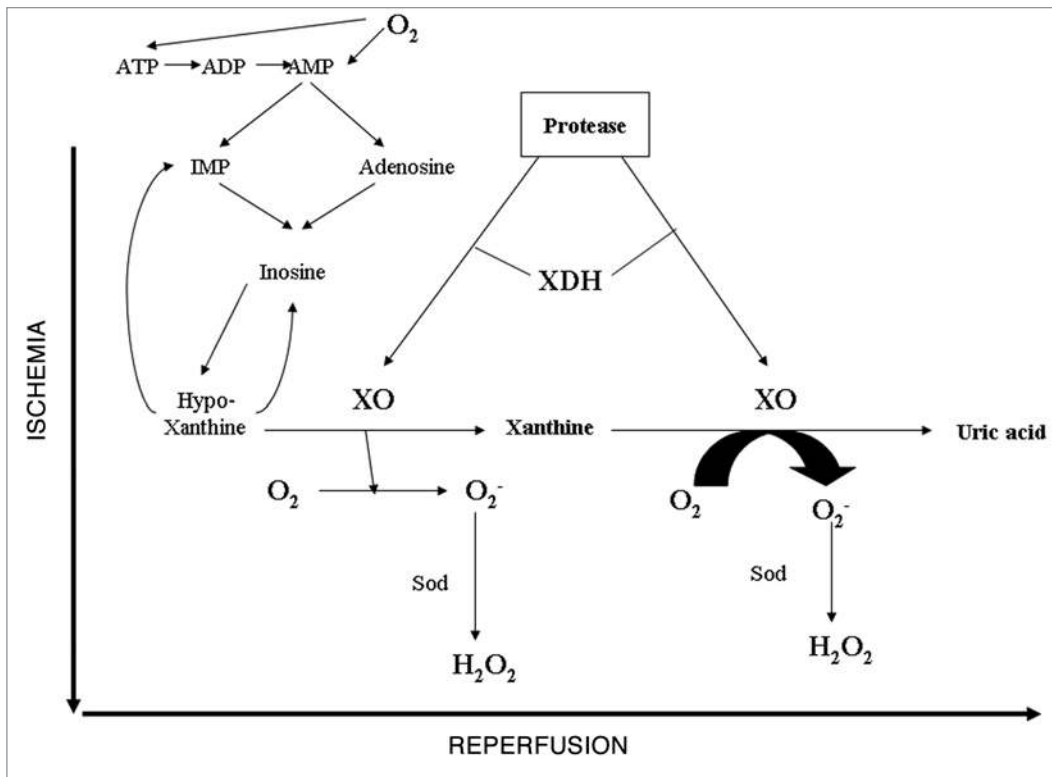 O₂
ATP ADP AMP
Protease
IMP Adenosine
Inosine XDH
Hypo-
Xanthine
XO XO
Xanthine Uric acid
O₂ O₂⁻ O₂ O₂⁻
Sod Sod
H₂O₂ H₂O₂
ISCHEMIA
REPERFUSION